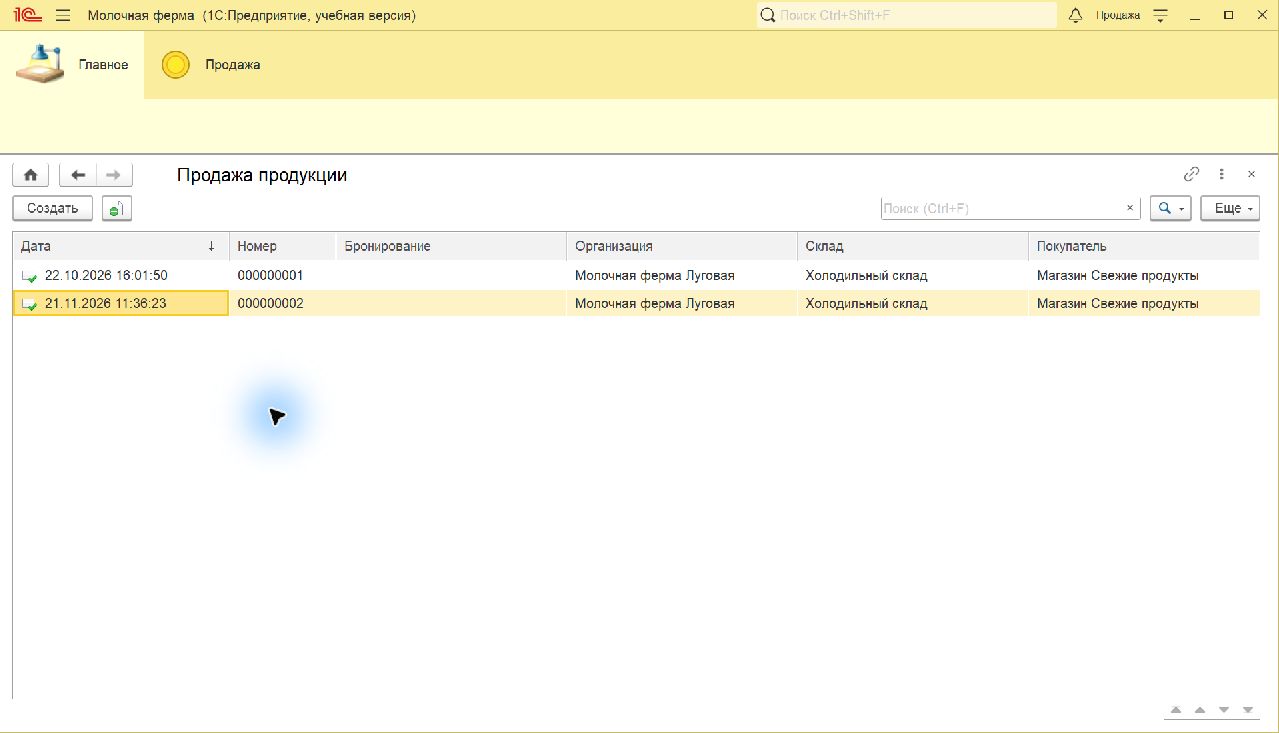 1С Молочная ферма (1С:Предприятие, учебная версия) Поиск Ctrl+Shift+F Продажа
Главное Продажа
Продажа продукции
Создать Поиск (Ctrl+F) × Еще
Дата ↓ Номер Бронирование Организация Склад Покупатель
22.10.2026 16:01:50 000000001 Молочная ферма Луговая Холодильный склад Магазин Свежие продукты
21.11.2026 11:36:23 000000002 Молочная ферма Луговая Холодильный склад Магазин Свежие продукты